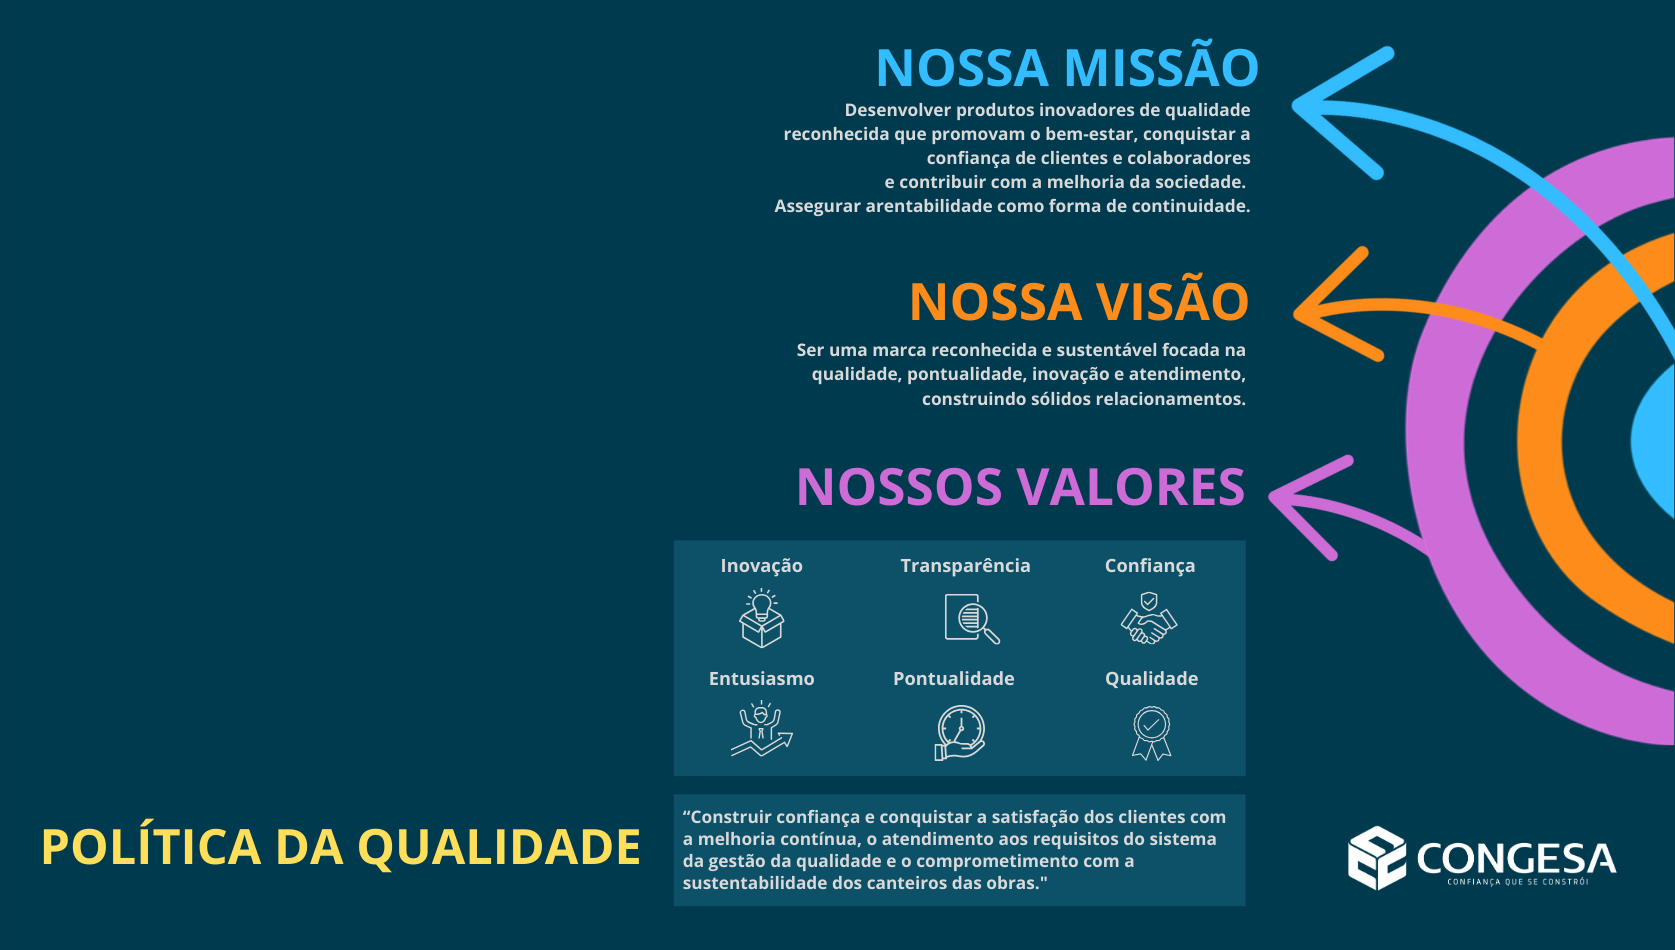 NOSSA MISSÃO
Desenvolver produtos inovadores de qualidade
reconhecida que promovam o bem-estar, conquistar a
confiança de clientes e colaboradores
e contribuir com a melhoria da sociedade.
Assegurar arentabilidade como forma de continuidade.
NOSSA VISÃO
Ser uma marca reconhecida e sustentável focada na
qualidade, pontualidade, inovação e atendimento,
construindo sólidos relacionamentos.
NOSSOS VALORES
Inovação
Transparência
Confiança
Entusiasmo
Pontualidade
Qualidade
POLÍTICA DA QUALIDADE
“Construir confiança e conquistar a satisfação dos clientes com
a melhoria contínua, o atendimento aos requisitos do sistema
da gestão da qualidade e o comprometimento com a
sustentabilidade dos canteiros das obras."
CONGESA
CONFIANÇA QUE SE CONSTRÓI